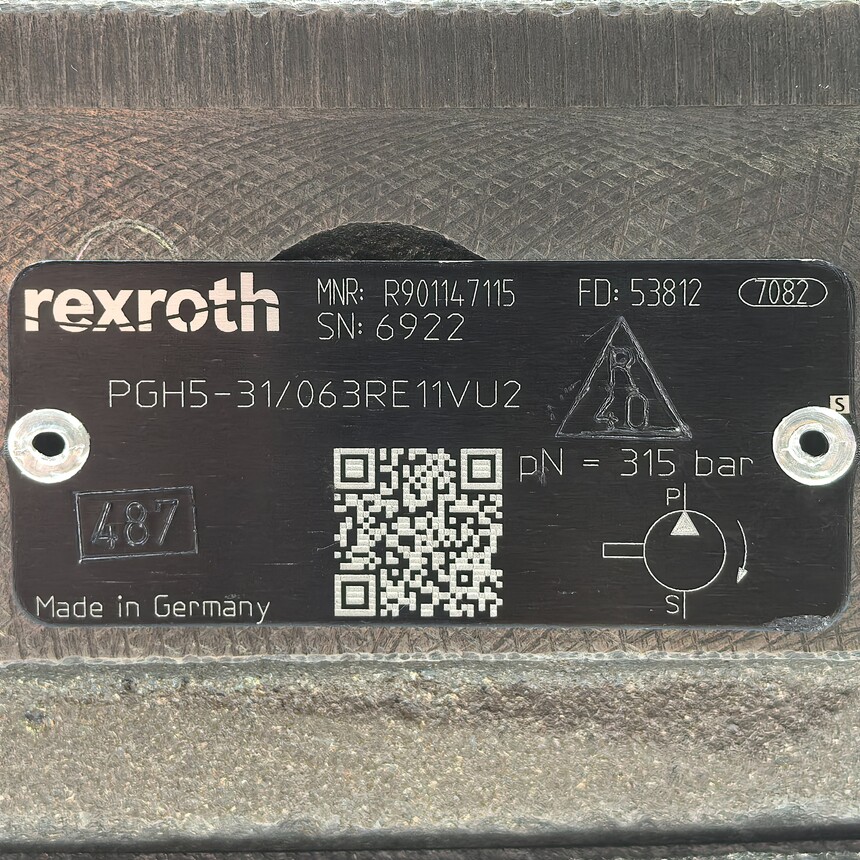 rexroth
MNR: R901147115
FD: 53812
7082
SN: 6922
R
40
PGH5-31/063RE11VU2
S
pN = 315 bar
P
487
S
Made in Germany